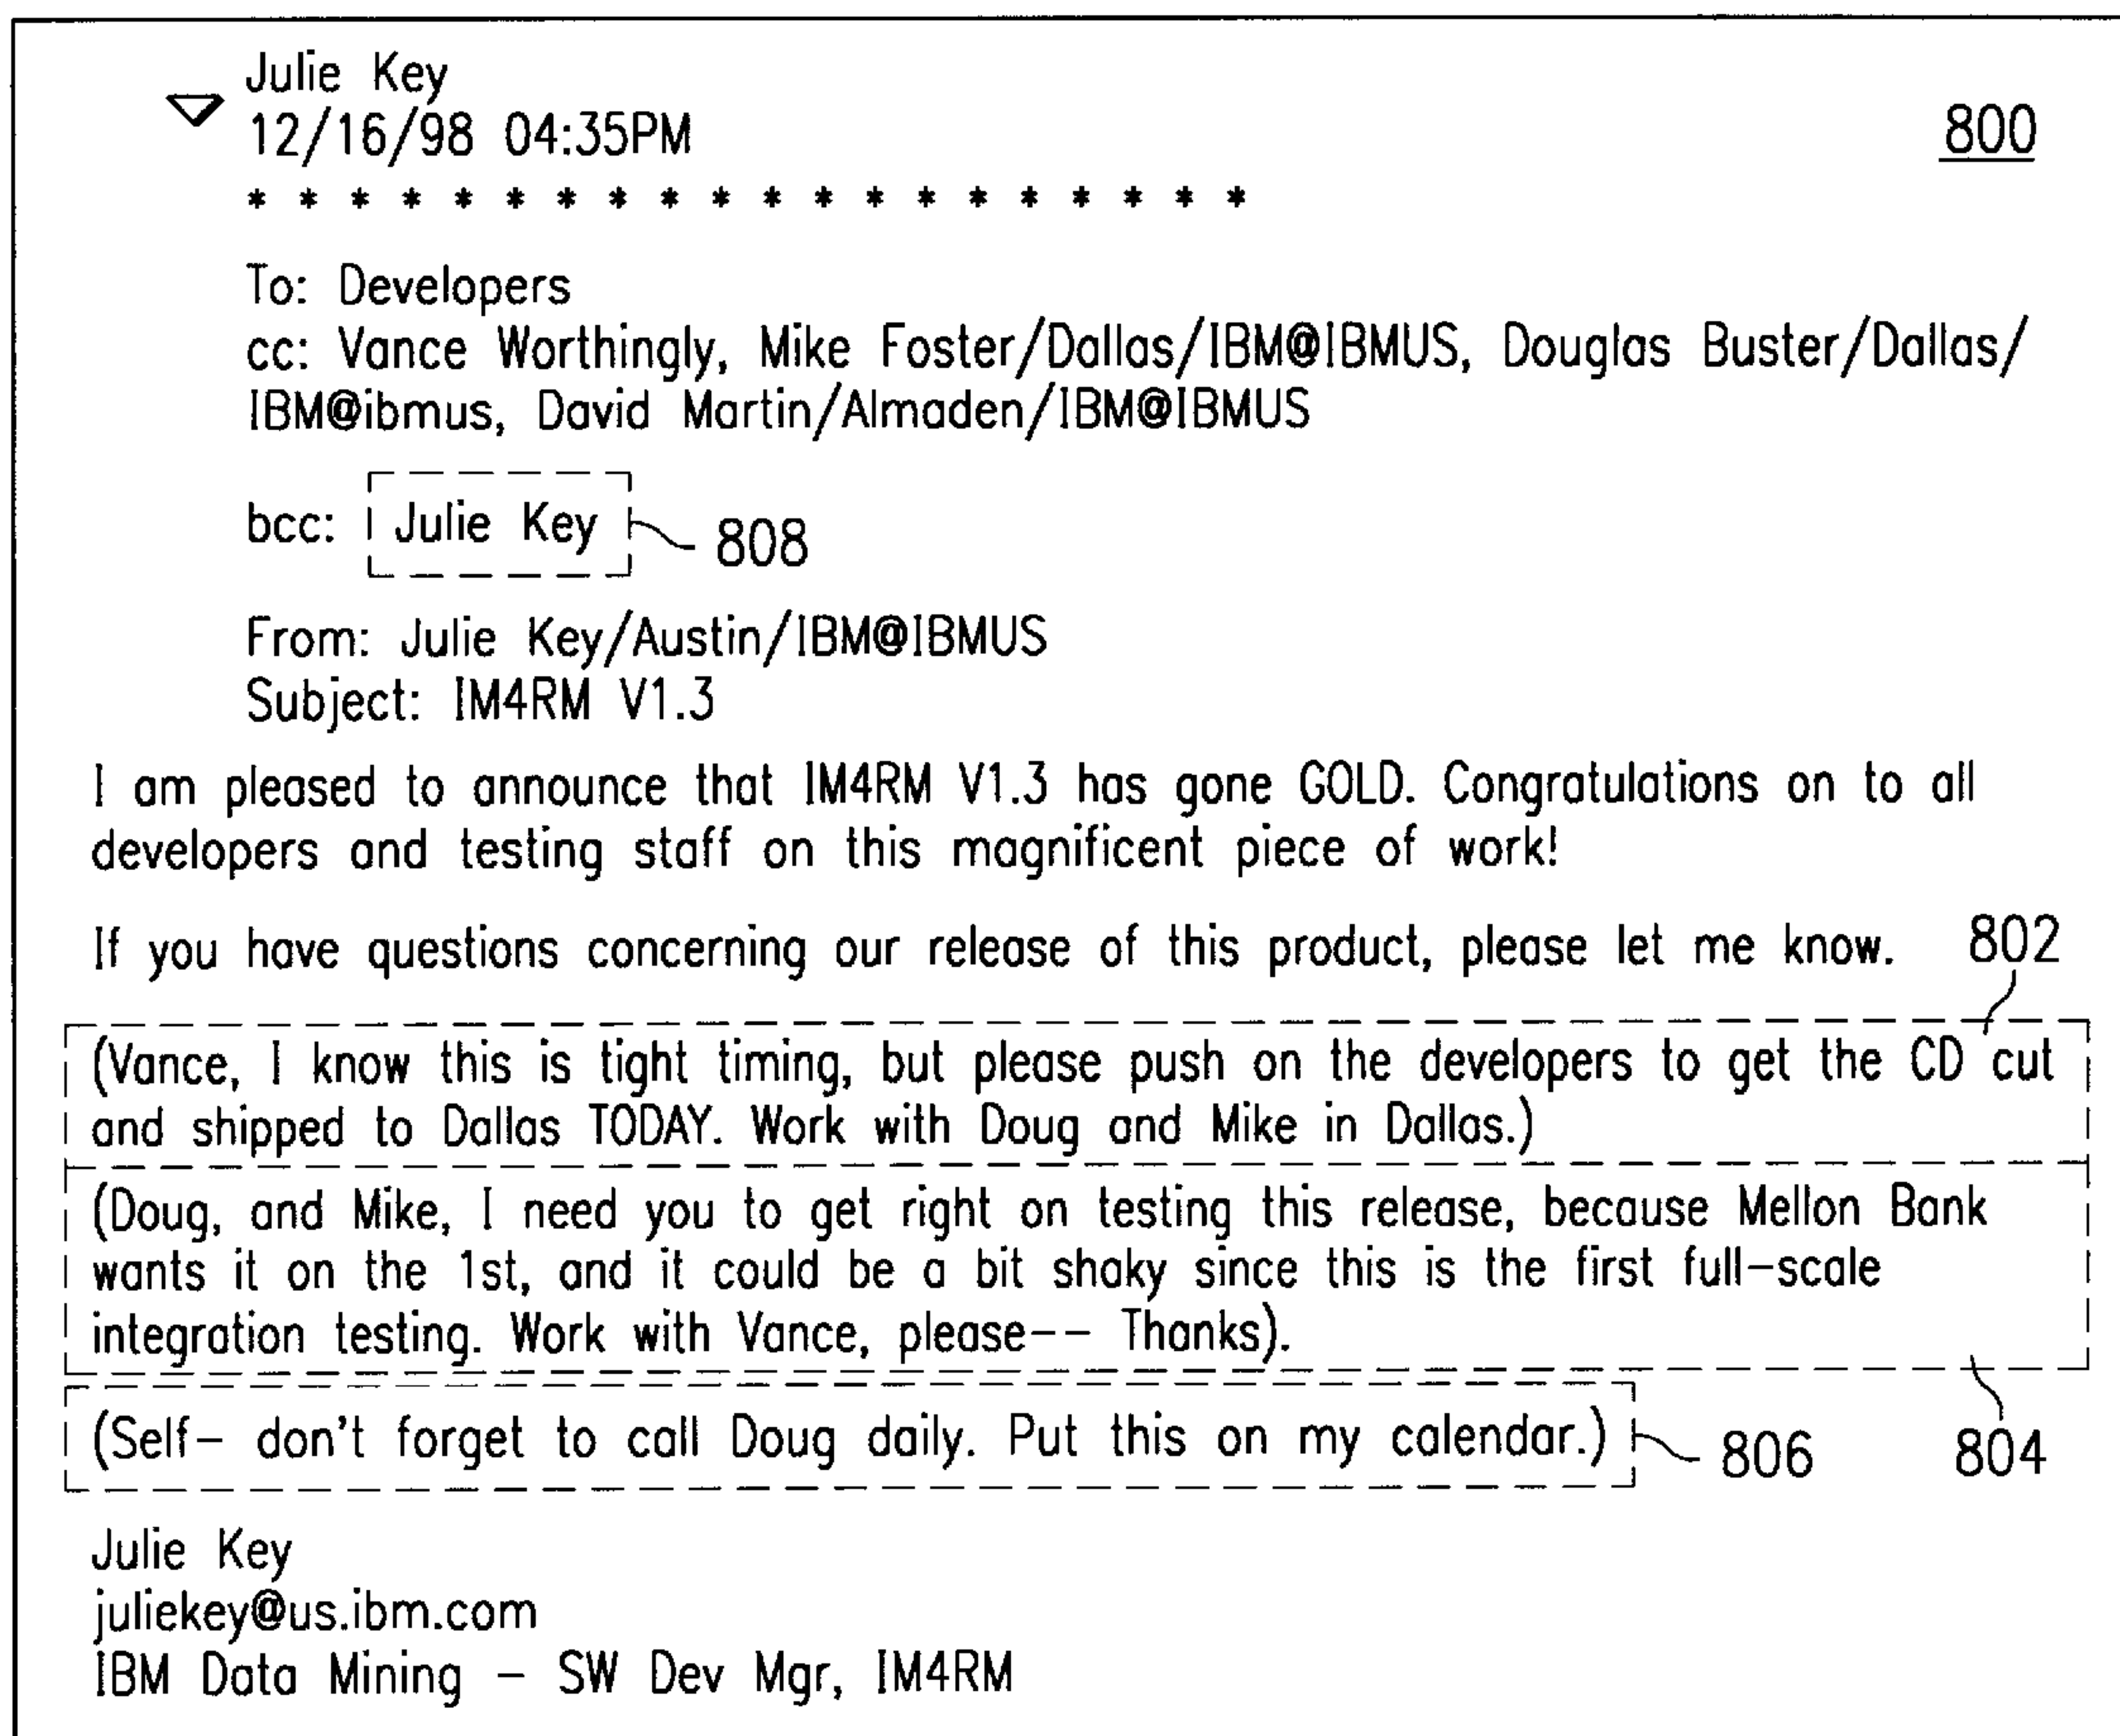 Julie Key
12/16/98 04:35PM
800
* * * * * * * * * * * * * * * * * * * *
To: Developers
cc: Vance Worthingly, Mike Foster/Dallas/IBM@IBMUS, Douglas Buster/Dallas/
IBM@ibmus, David Martin/Almaden/IBM@IBMUS
bcc: Julie Key 808
From: Julie Key/Austin/IBM@IBMUS
Subject: IM4RM V1.3
I am pleased to announce that IM4RM V1.3 has gone GOLD. Congratulations on to all
developers and testing staff on this magnificent piece of work!
If you have questions concerning our release of this product, please let me know. 802
(Vance, I know this is tight timing, but please push on the developers to get the CD cut
and shipped to Dallas TODAY. Work with Doug and Mike in Dallas.)
(Doug, and Mike, I need you to get right on testing this release, because Mellon Bank
wants it on the 1st, and it could be a bit shaky since this is the first full-scale
integration testing. Work with Vance, please-- Thanks).
(Self- don't forget to call Doug daily. Put this on my calendar.) 806 804
Julie Key
juliekey@us.ibm.com
IBM Data Mining - SW Dev Mgr, IM4RM